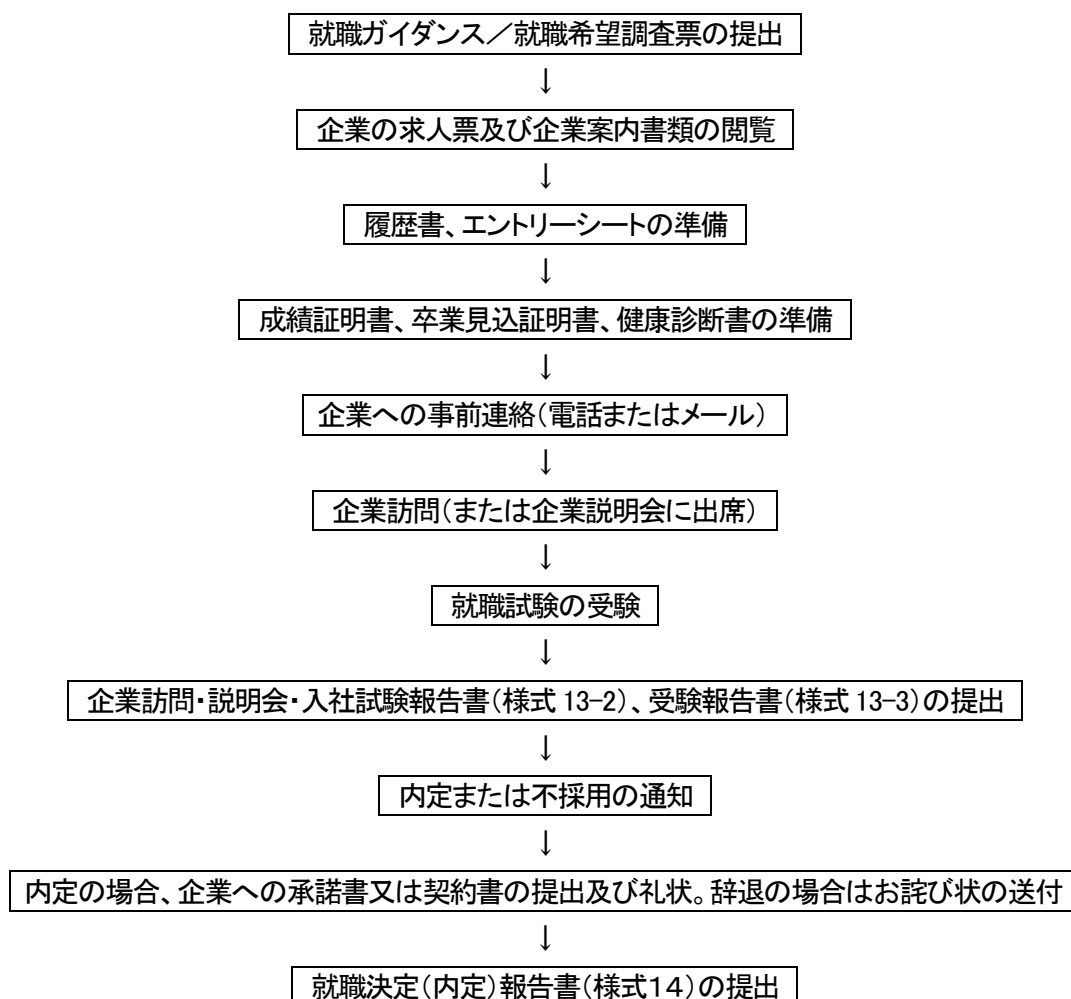 就職ガイダンス／就職希望調査票の提出
↓
企業の求人票及び企業案内書類の閲覧
↓
履歴書、エントリーシートの準備
↓
成績証明書、卒業見込証明書、健康診断書の準備
↓
企業への事前連絡（電話またはメール）
↓
企業訪問（または企業説明会に出席）
↓
就職試験の受験
↓
企業訪問・説明会・入社試験報告書（様式 13-2）、受験報告書（様式 13-3）の提出
↓
内定または不採用の通知
↓
内定の場合、企業への承諾書又は契約書の提出及び礼状。辞退の場合はお詫び状の送付
↓
就職決定（内定）報告書（様式１４）の提出